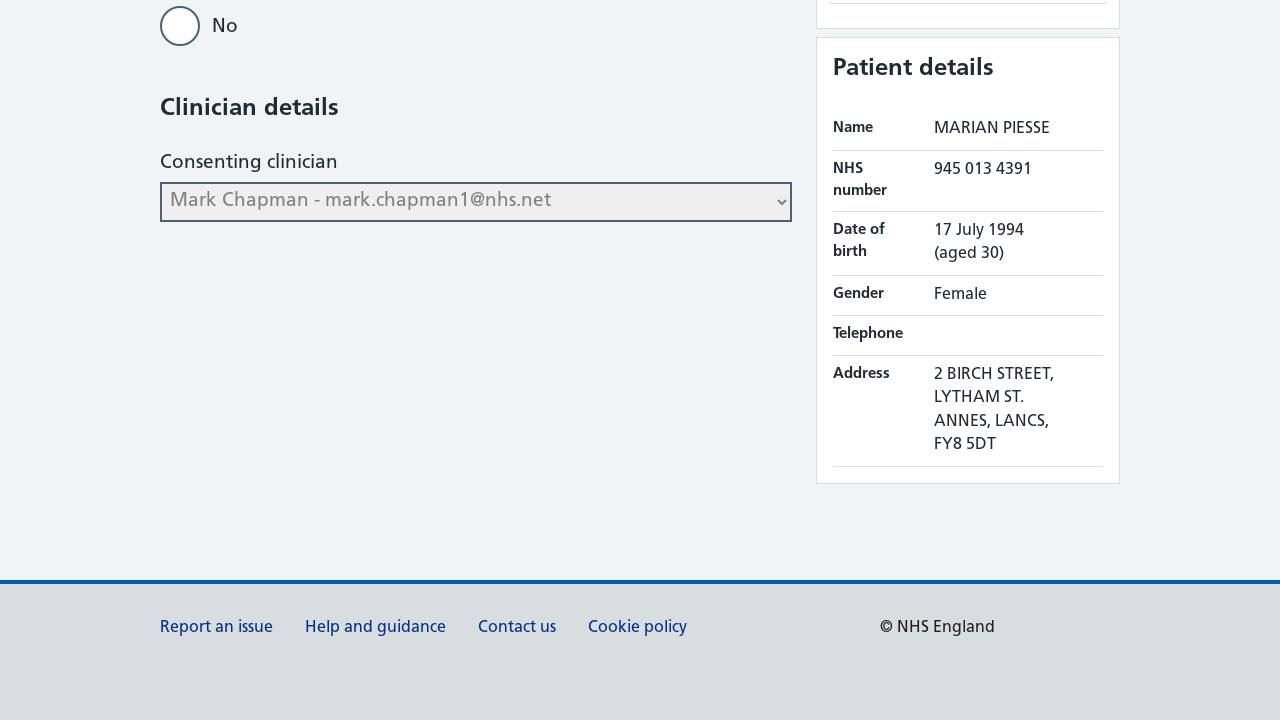 No
Clinician details
Consenting clinician
Mark Chapman - mark.chapman1@nhs.net
Patient details
Name MARIAN PIESSE
NHS number 945 013 4391
Date of birth 17 July 1994 (aged 30)
Gender Female
Telephone
Address 2 BIRCH STREET,
LYTHAM ST.
ANNES, LANCS,
FY8 5DT
Report an issue Help and guidance Contact us Cookie policy © NHS England